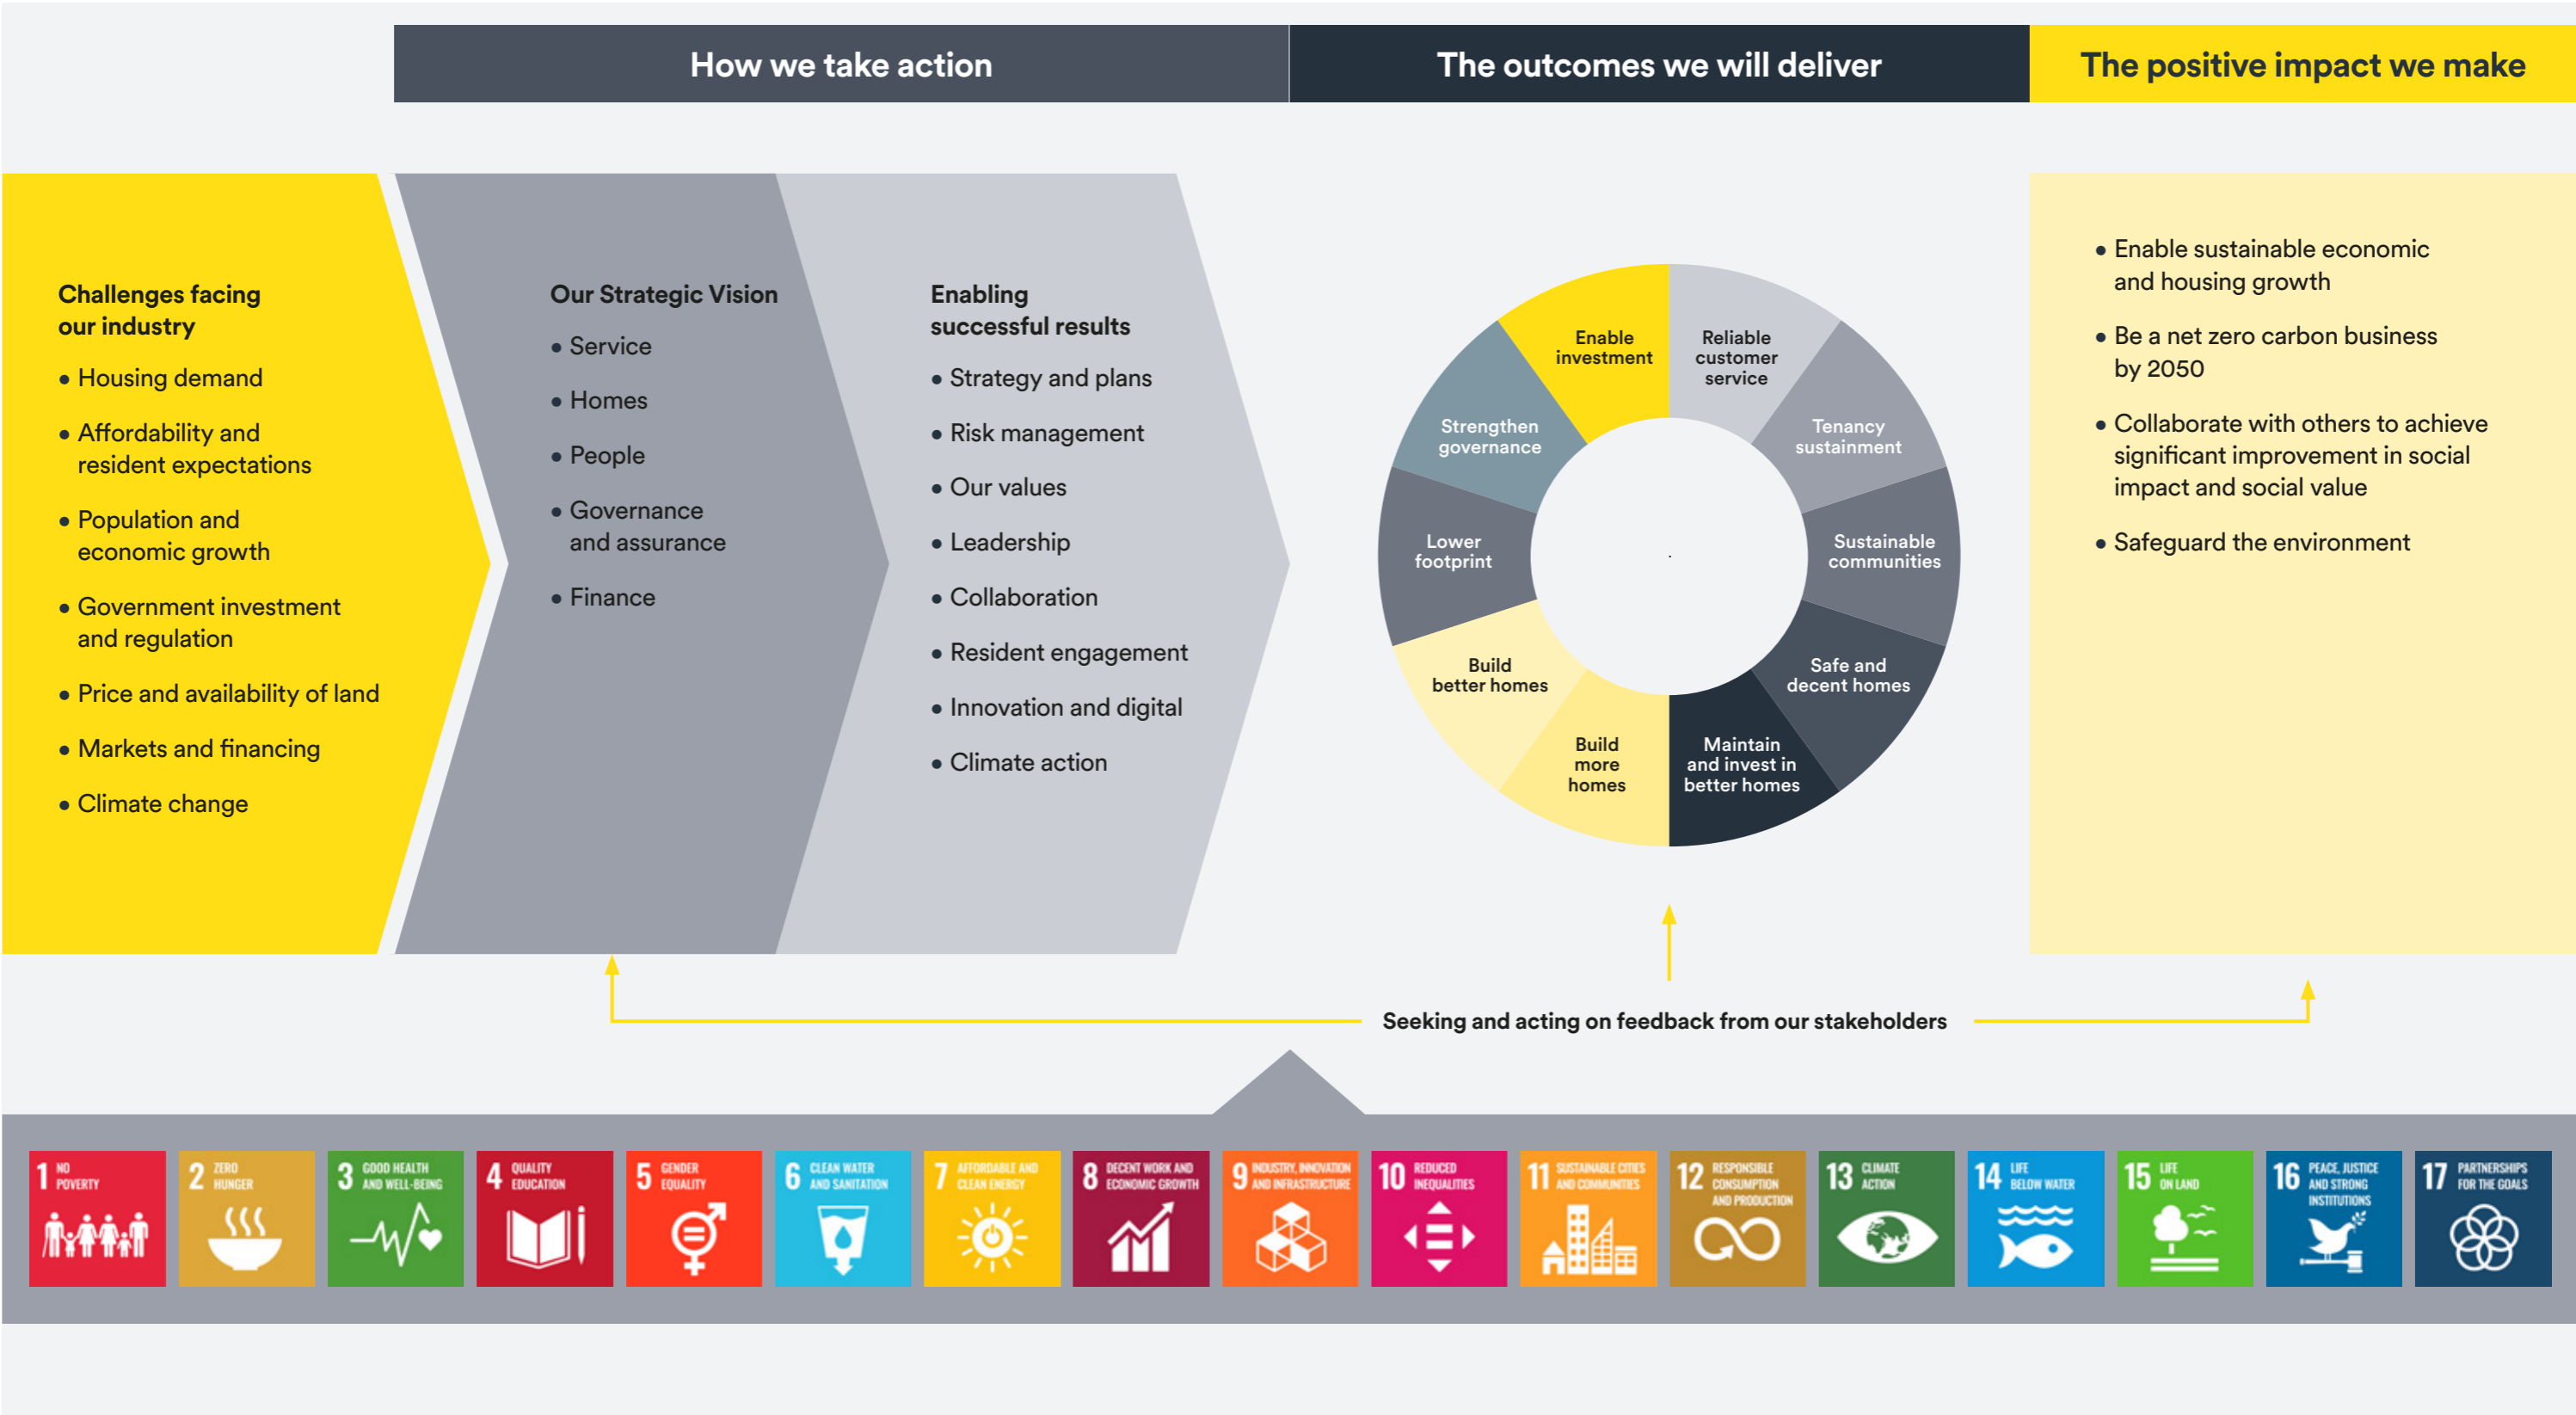 How we take action
The outcomes we will deliver
The positive impact we make
Challenges facing
our industry
• Housing demand
• Affordability and
resident expectations
• Population and
economic growth
• Government investment
and regulation
• Price and availability of land
• Markets and financing
• Climate change
Our Strategic Vision
• Service
• Homes
• People
• Governance
and assurance
• Finance
Enabling
successful results
• Strategy and plans
• Risk management
• Our values
• Leadership
• Collaboration
• Resident engagement
• Innovation and digital
• Climate action
Enable
investment
Reliable
customer
service
Tenancy
sustainment
Sustainable
communities
Safe and
decent homes
Maintain
and invest in
better homes
Build
more
homes
Build
better homes
Lower
footprint
Strengthen
governance
• Enable sustainable economic
and housing growth
• Be a net zero carbon business
by 2050
• Collaborate with others to achieve
significant improvement in social
impact and social value
• Safeguard the environment
Seeking and acting on feedback from our stakeholders
1 NO
POVERTY
2 ZERO
HUNGER
3 GOOD HEALTH
AND WELL-BEING
4 QUALITY
EDUCATION
5 GENDER
EQUALITY
6 CLEAN WATER
AND SANITATION
7 AFFORDABLE AND
CLEAN ENERGY
8 DECENT WORK AND
ECONOMIC GROWTH
9 INDUSTRY, INNOVATION
AND INFRASTRUCTURE
10 REDUCED
INEQUALITIES
11 SUSTAINABLE CITIES
AND COMMUNITIES
12 RESPONSIBLE
CONSUMPTION
AND PRODUCTION
13 CLIMATE
ACTION
14 LIFE
BELOW WATER
15 LIFE
ON LAND
16 PEACE, JUSTICE
AND STRONG
INSTITUTIONS
17 PARTNERSHIPS
FOR THE GOALS